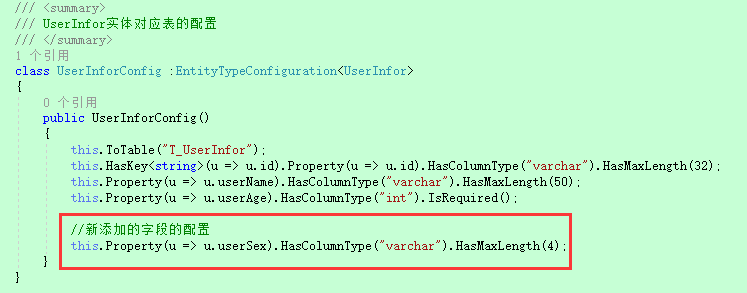 /// <summary>
/// UserInfor实体对应表的配置
/// </summary>
1 个引用
class UserInforConfig :EntityTypeConfiguration<UserInfor>
{
0 个引用
public UserInforConfig()
{
this.ToTable("T_UserInfor");
this.HasKey<string>(u => u.id).Property(u => u.id).HasColumnType("varchar").HasMaxLength(32);
this.Property(u => u.userName).HasColumnType("varchar").HasMaxLength(50);
this.Property(u => u.userAge).HasColumnType("int").IsRequired();
//新添加的字段的配置
this.Property(u => u.userSex).HasColumnType("varchar").HasMaxLength(4);
}
}